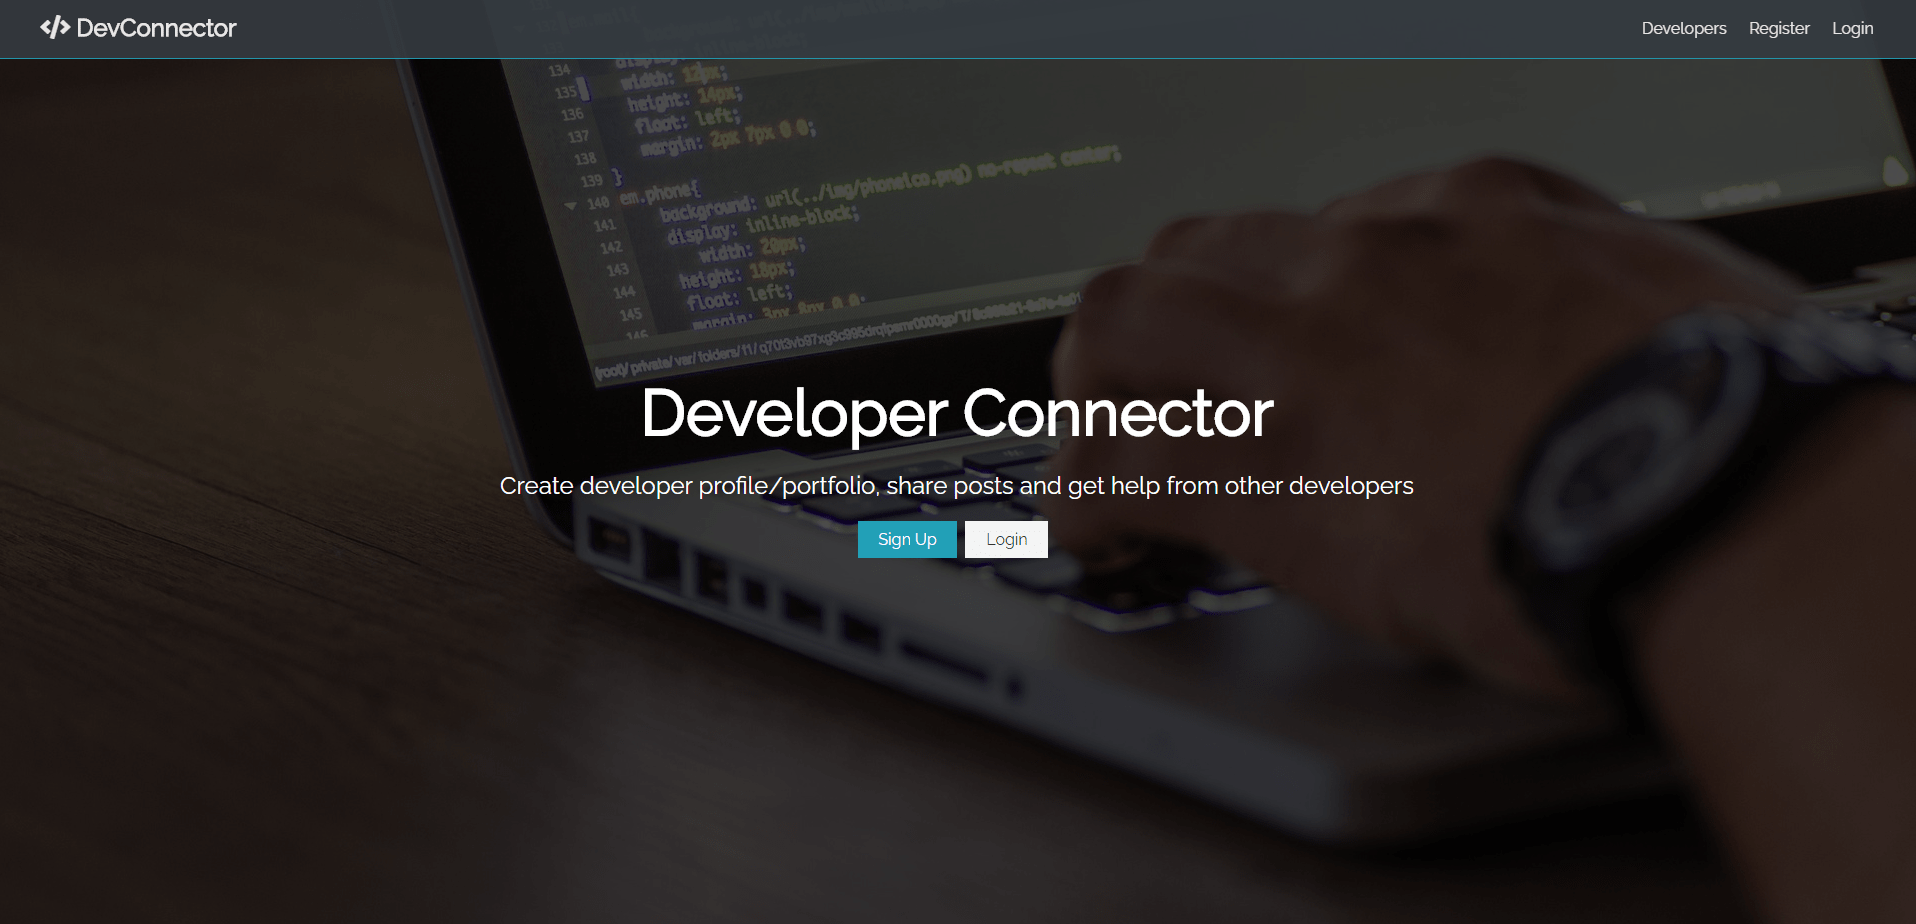 DevConnector
Developers Register Login
134
135 width: 12px;
136 height: 14px;
137 float: left;
138 margin: 2px 7px 0 0;
139 }
140 em.phone{
141 background: url(../img/phoneico.png) no-repeat center;
142 display: inline-block;
143 width: 20px;
144 height: 18px;
145 float: left;
146 margin: 3px 8px 0 0;
(root)/private/var/folders/f1/
Developer Connector
Create developer profile/portfolio, share posts and get help from other developers
Sign Up Login